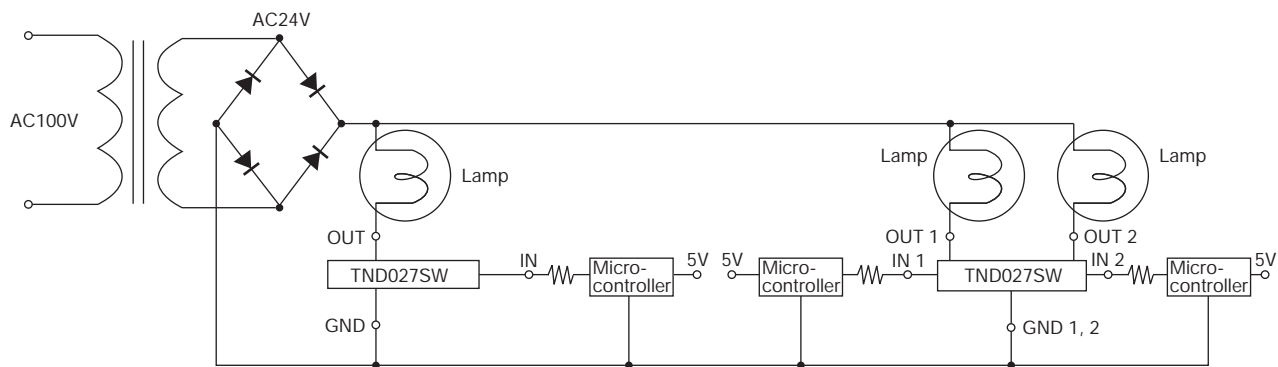 AC24V
AC100V
Lamp
Lamp
Lamp
OUT
OUT 1
OUT 2
TND027SW
IN
Micro-
controller
5V
5V
Micro-
controller
IN 1
TND027SW
IN 2
Micro-
controller
5V
GND
GND 1, 2